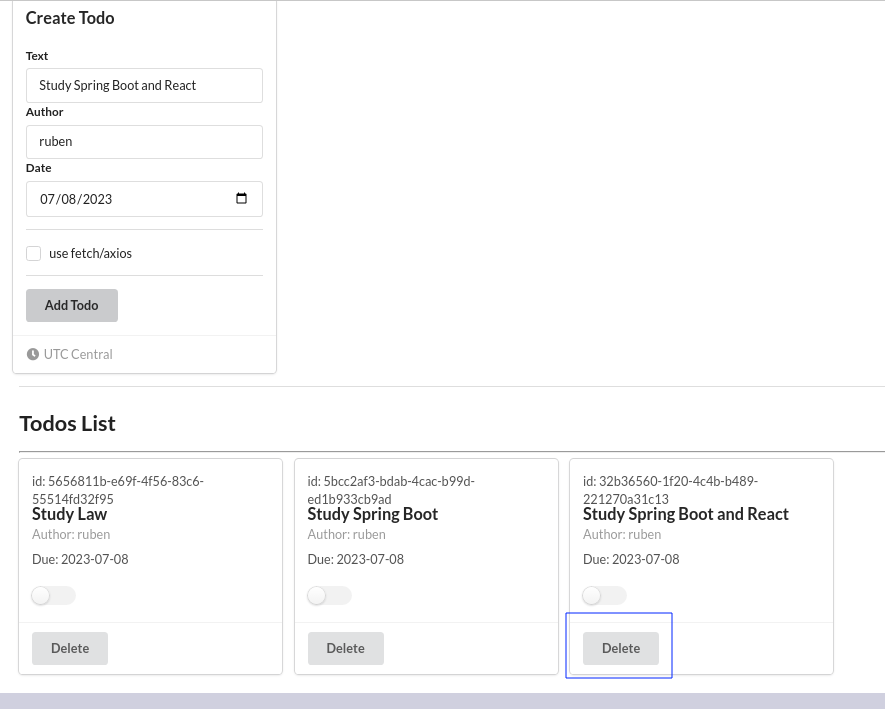 Create Todo
Text
Study Spring Boot and React
Author
ruben
Date
07/08/2023
use fetch/axios
Add Todo
UTC Central
Todos List
id: 5656811b-e69f-4f56-83c6-
55514fd32f95
Study Law
Author: ruben
Due: 2023-07-08
Delete
id: 5bcc2af3-bdab-4cac-b99d-
ed1b933cb9ad
Study Spring Boot
Author: ruben
Due: 2023-07-08
Delete
id: 32b36560-1f20-4c4b-b489-
221270a31c13
Study Spring Boot and React
Author: ruben
Due: 2023-07-08
Delete